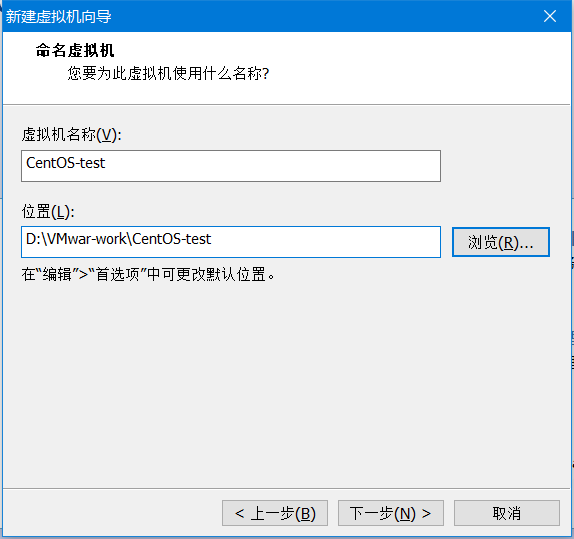 新建虚拟机向导
命名虚拟机
您要为此虚拟机使用什么名称?
虚拟机名称(V):
CentOS-test
位置(L):
D:\VMwar-work\CentOS-test
浏览(R)...
在“编辑”>“首选项”中可更改默认位置。
< 上一步(B)
下一步(N) >
取消